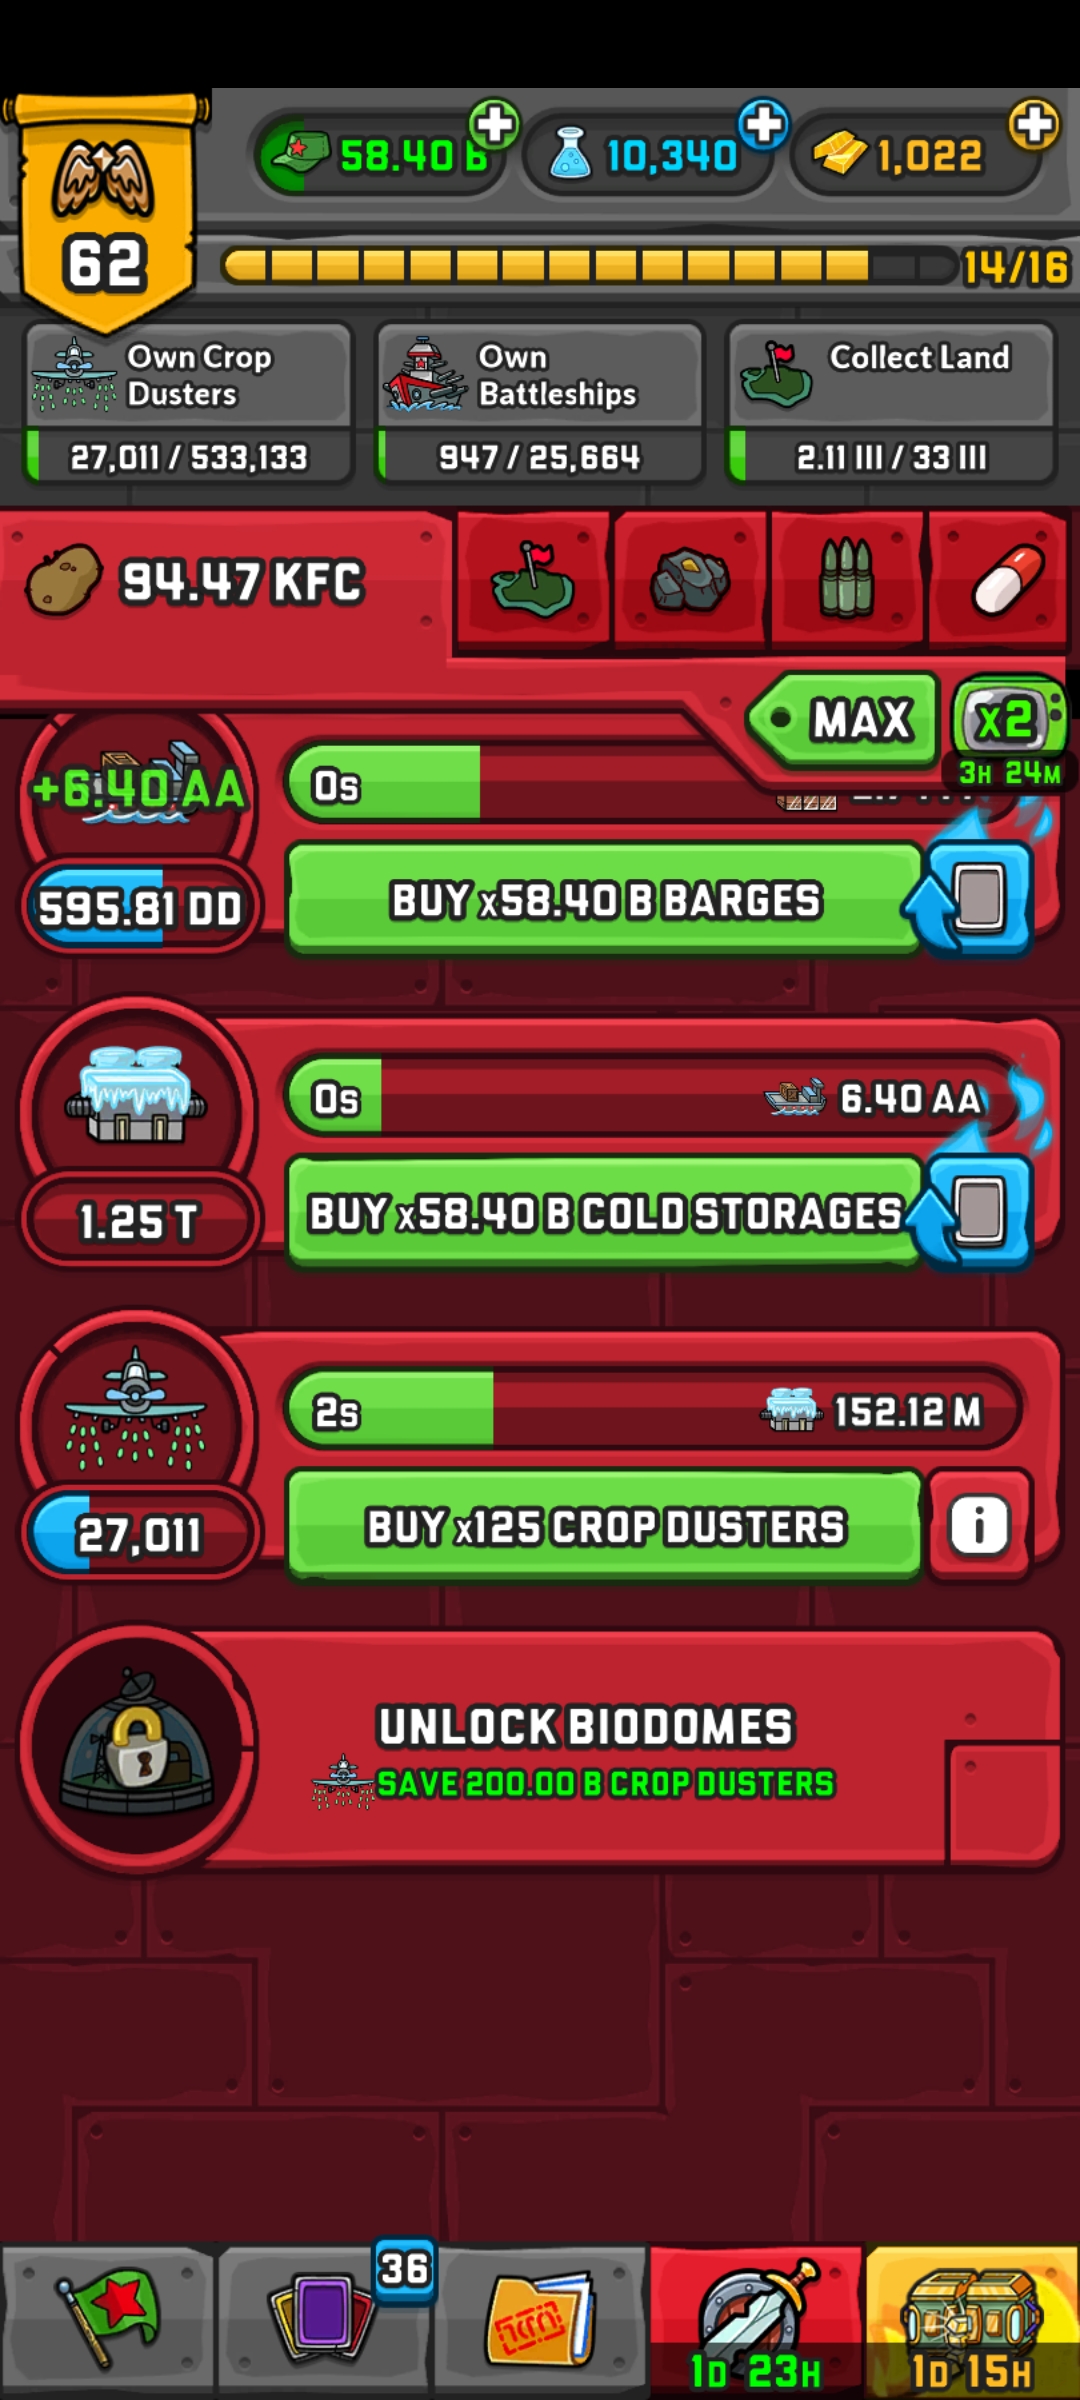 58.40 B
10,340
1,022
62
14/16
Own Crop
Dusters
27,011 / 533,133
Own
Battleships
947 / 25,664
Collect Land
2.11 III / 33 III
94.47 KFC
MAX
x2
3H 24M
+6.40 AA
0s
595.81 DD
BUY x58.40 B BARGES
0s
6.40 AA
1.25 T
BUY x58.40 B COLD STORAGES
2s
152.12 M
27,011
BUY x125 CROP DUSTERS
i
UNLOCK BIODOMES
SAVE 200.00 B CROP DUSTERS
36
1D 23H
1D 15H